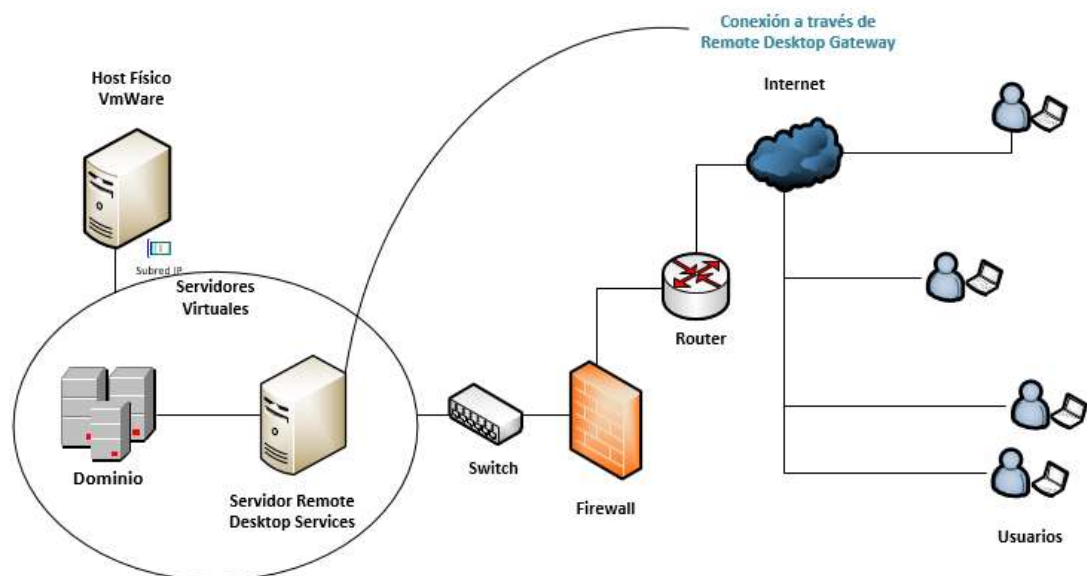 Conexión a través de
Remote Desktop Gateway
Host Físico
VmWare
Internet
Subred IP
Servidores
Virtuales
Router
Dominio
Switch
Servidor Remote
Desktop Services
Firewall
Usuarios